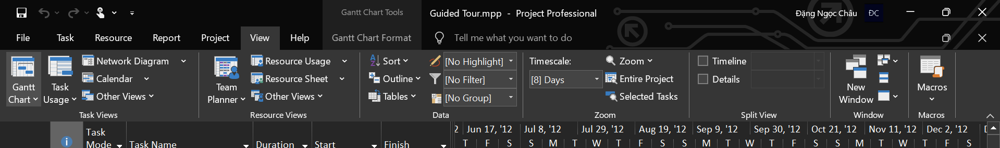 Gantt Chart Tools
Guided Tour.mpp - Project Professional
Đặng Ngọc Châu ĐC
File Task Resource Report Project View Help Gantt Chart Format Tell me what you want to do
Gantt Chart
Task Usage
Network Diagram
Calendar
Other Views
Task Views
Team Planner
Resource Usage
Resource Sheet
Other Views
Resource Views
Sort
Outline
Tables
[No Highlight]
[No Filter]
[No Group]
Data
Timescale:
[8] Days
Zoom
Entire Project
Selected Tasks
Zoom
Timeline
Details
Split View
New Window
Window
Macros
Macros
Task Mode Task Name Duration Start Finish
2 Jun 17, '12 Jul 8, '12 Jul 29, '12 Aug 19, '12 Sep 9, '12 Sep 30, '12 Oct 21, '12 Nov 11, '12 Dec 2, '12
T F S S M T W T F S S M T W T F S S M T W T F S